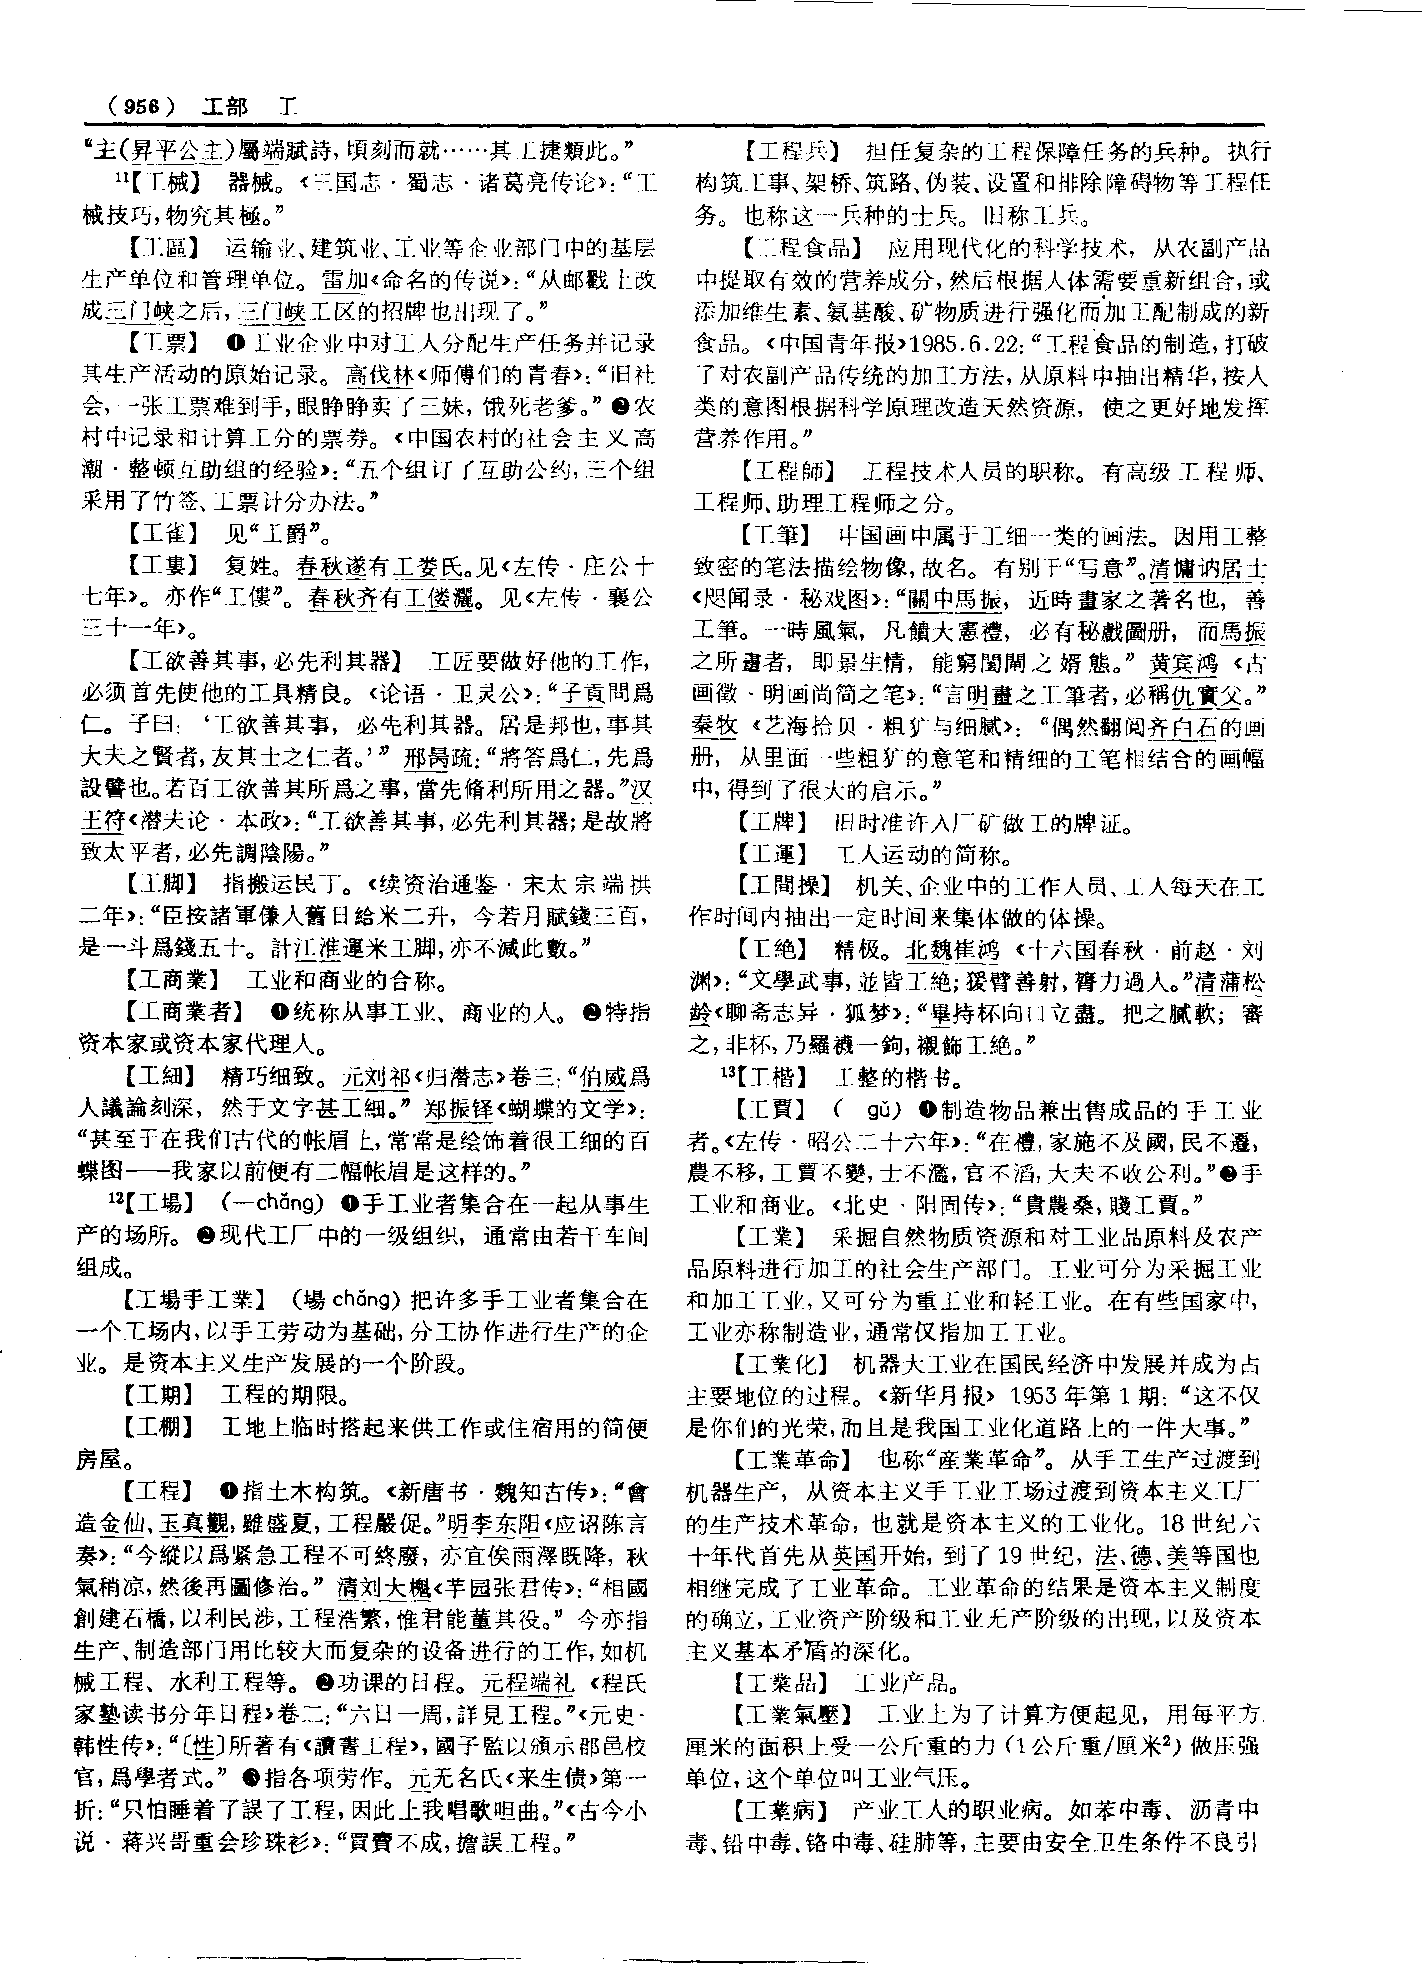 （956） 工部 工
“主(昇平公主)屬端賦詩，頃刻而就……其工捷類此。”
11【工械】 器械。《三国志·蜀志·诸葛亮传论》：“工
械技巧，物究其極。”
【工區】 运输业、建筑业、工业等企业部门中的基层
生产单位和管理单位。雷加《命名的传说》：“从邮戳上改
成三门峡之后，三门峡工区的招牌也出现了。”
【工票】 ❶工业企业中对工人分配生产任务并记录
其生产活动的原始记录。高伐林《师傅们的青春》：“旧社
会，一张工票难到手，眼睁睁卖了三妹，饿死老爹。”❷农
村中记录和计算工分的票券。《中国农村的社会主义高
潮·整顿互助组的经验》：“五个组订了互助公约，三个组
采用了竹签、工票计分办法。”
【工雀】 见“工爵”。
【工婁】 复姓。春秋遂有工娄氏。见《左传·庄公十
七年》。亦作“工僂”。春秋齐有工偻灑。见《左传·襄公
三十一年》。
【工欲善其事，必先利其器】 工匠要做好他的工作，
必须首先使他的工具精良。《论语·卫灵公》：“子貢問爲
仁。子曰：‘工欲善其事，必先利其器。居是邦也，事其
大夫之賢者，友其士之仁者。’”邢昺疏：“將答爲仁，先爲
設譬也。若百工欲善其所爲之事，當先脩利所用之器。”汉
王符《潜夫论·本政》：“工欲善其事，必先利其器；是故將
致太平者，必先調陰陽。”
【工脚】 指搬运民丁。《续资治通鉴·宋太宗端拱
二年》：“臣按諸軍傔人舊日給米二升，今若月賦錢三百，
是一斗爲錢五十。計江淮運米工脚，亦不減此數。”
【工商業】 工业和商业的合称。
【工商業者】 ❶统称从事工业、商业的人。❷特指
资本家或资本家代理人。
【工細】 精巧细致。元刘祁《归潜志》卷三：“伯威爲
人議論刻深，然于文字甚工細。”郑振铎《蝴蝶的文学》：
“甚至于在我们古代的帐眉上，常常是绘饰着很工细的百
蝶图——我家以前便有二幅帐眉是这样的。”
12【工場】 (—chǎng) ❶手工业者集合在一起从事生
产的场所。❷现代工厂中的一级组织，通常由若干车间
组成。
【工場手工業】 (場 chǎng) 把许多手工业者集合在
一个工场内，以手工劳动为基础，分工协作进行生产的企
业。是资本主义生产发展的一个阶段。
【工期】 工程的期限。
【工棚】 工地上临时搭起来供工作或住宿用的简便
房屋。
【工程】 ❶指土木构筑。《新唐书·魏知古传》：“會
造金仙、玉真觀，雖盛夏，工程嚴促。”明李东阳《应诏陈言
奏》：“今縱以爲紧急工程不可終廢，亦宜俟雨澤既降，秋
氣稍凉，然後再圖修治。”清刘大櫆《芋园张君传》：“相國
創建石橋，以利民涉，工程浩繁，惟君能董其役。”今亦指
生产、制造部门用比较大而复杂的设备进行的工作，如机
械工程、水利工程等。❷功课的日程。元程端礼《程氏
家塾读书分年日程》卷二：“六日一周，詳見工程。”《元史·
韩性传》：“〔性〕所著有《讀書工程》，國子監以頒示郡邑校
官，爲學者式。”❸指各项劳作。元无名氏《来生债》第一
折：“只怕睡着了誤了工程，因此上我唱歌咀曲。”《古今小
说·蒋兴哥重会珍珠衫》：“買賣不成，擔誤工程。”
【工程兵】 担任复杂的工程保障任务的兵种。执行
构筑工事、架桥、筑路、伪装、设置和排除障碍物等工程任
务。也称这一兵种的士兵。旧称工兵。
【工程食品】 应用现代化的科学技术，从农副产品
中提取有效的营养成分，然后根据人体需要重新组合，或
添加维生素、氨基酸、矿物质进行强化而加工配制成的新
食品。《中国青年报》1985.6.22：“工程食品的制造，打破
了对农副产品传统的加工方法，从原料中抽出精华，按人
类的意图根据科学原理改造天然资源，使之更好地发挥
营养作用。”
【工程師】 工程技术人员的职称。有高级工程师、
工程师、助理工程师之分。
【工筆】 中国画中属于工细一类的画法。因用工整
致密的笔法描绘物像，故名。有别于“写意”。清慵讷居士
《咫闻录·秘戏图》：“關中馬振，近時畫家之著名也，善
工筆。一時風氣，凡饋大憲禮，必有秘戲圖册，而馬振
之所畫者，即景生情，能窮閨闈之婿態。”黄宾鸿《古
画微·明画尚简之笔》：“言明畫之工筆者，必稱仇實父。”
秦牧《艺海拾贝·粗犷与细腻》：“偶然翻阅齐白石的画
册，从里面一些粗犷的意笔和精细的工笔相结合的画幅
中，得到了很大的启示。”
【工牌】 旧时准许入厂矿做工的牌证。
【工運】 工人运动的简称。
【工間操】 机关、企业中的工作人员、工人每天在工
作时间内抽出一定时间来集体做的体操。
【工絶】 精极。北魏崔鸿《十六国春秋·前赵·刘
渊》：“文學武事，並皆工絶；猨臂善射，膂力過人。”清蒲松
龄《聊斋志异·狐梦》：“畢持杯向口立盡。把之膩軟；審
之，非杯，乃羅襪一鉤，襯飾工絶。”
13【工楷】 工整的楷书。
【工賈】 ( gǔ) ❶制造物品兼出售成品的手工业
者。《左传·昭公二十六年》：“在禮，家施不及國，民不遷，
農不移，工賈不變，士不濫，官不滔，大夫不收公利。”❷手
工业和商业。《北史·阳固传》：“貴農桑，賤工賈。”
【工業】 采掘自然物质资源和对工业品原料及农产
品原料进行加工的社会生产部门。工业可分为采掘工业
和加工工业，又可分为重工业和轻工业。在有些国家中，
工业亦称制造业，通常仅指加工工业。
【工業化】 机器大工业在国民经济中发展并成为占
主要地位的过程。《新华月报》1953年第1期：“这不仅
是你们的光荣，而且是我国工业化道路上的一件大事。”
【工業革命】 也称“産業革命”。从手工生产过渡到
机器生产，从资本主义手工业工场过渡到资本主义工厂
的生产技术革命，也就是资本主义的工业化。18世纪六
十年代首先从英国开始，到了19世纪，法、德、美等国也
相继完成了工业革命。工业革命的结果是资本主义制度
的确立，工业资产阶级和工业无产阶级的出现，以及资本
主义基本矛盾的深化。
【工業品】 工业产品。
【工業氣壓】 工业上为了计算方便起见，用每平方
厘米的面积上受一公斤重的力（1公斤重/厘米²）做压强
单位，这个单位叫工业气压。
【工業病】 产业工人的职业病。如苯中毒、沥青中
毒、铅中毒、铬中毒、硅肺等，主要由安全卫生条件不良引